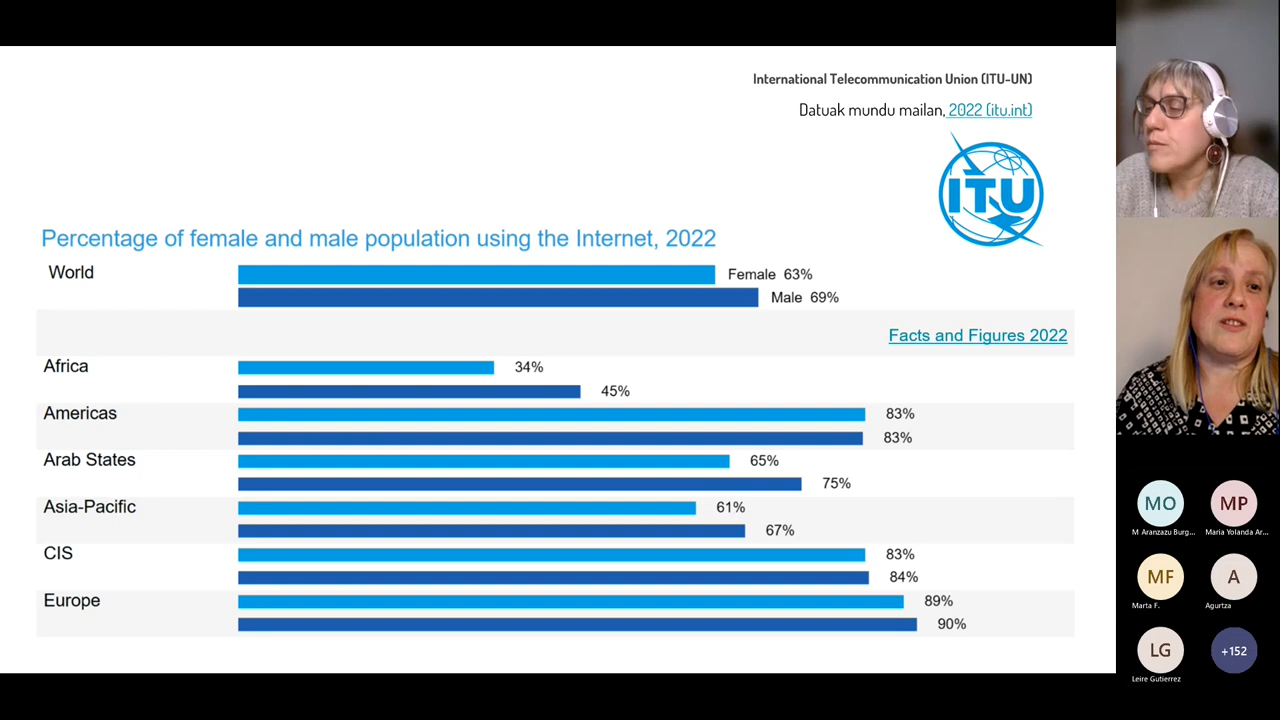 International Telecommunication Union (ITU-UN)
Datuak mundu mailan, 2022 (itu.int)
ITU
Percentage of female and male population using the Internet, 2022
World
Female 63%
Male 69%
Facts and Figures 2022
Africa
34%
45%
Americas
83%
83%
Arab States
65%
75%
Asia-Pacific
61%
67%
CIS
83%
84%
Europe
89%
90%
MO
M Aranzazu Burg...
MP
Maria Yolanda Ar...
MF
Marta F.
A
Agurtza
LG
Leire Gutierrez
+152